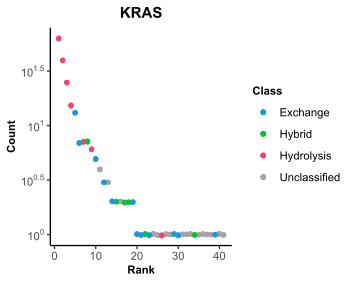 KRAS
Count
10^1.5
10^1
10^0.5
10^0
0
10
20
30
40
Rank
Class
Exchange
Hybrid
Hydrolysis
Unclassified